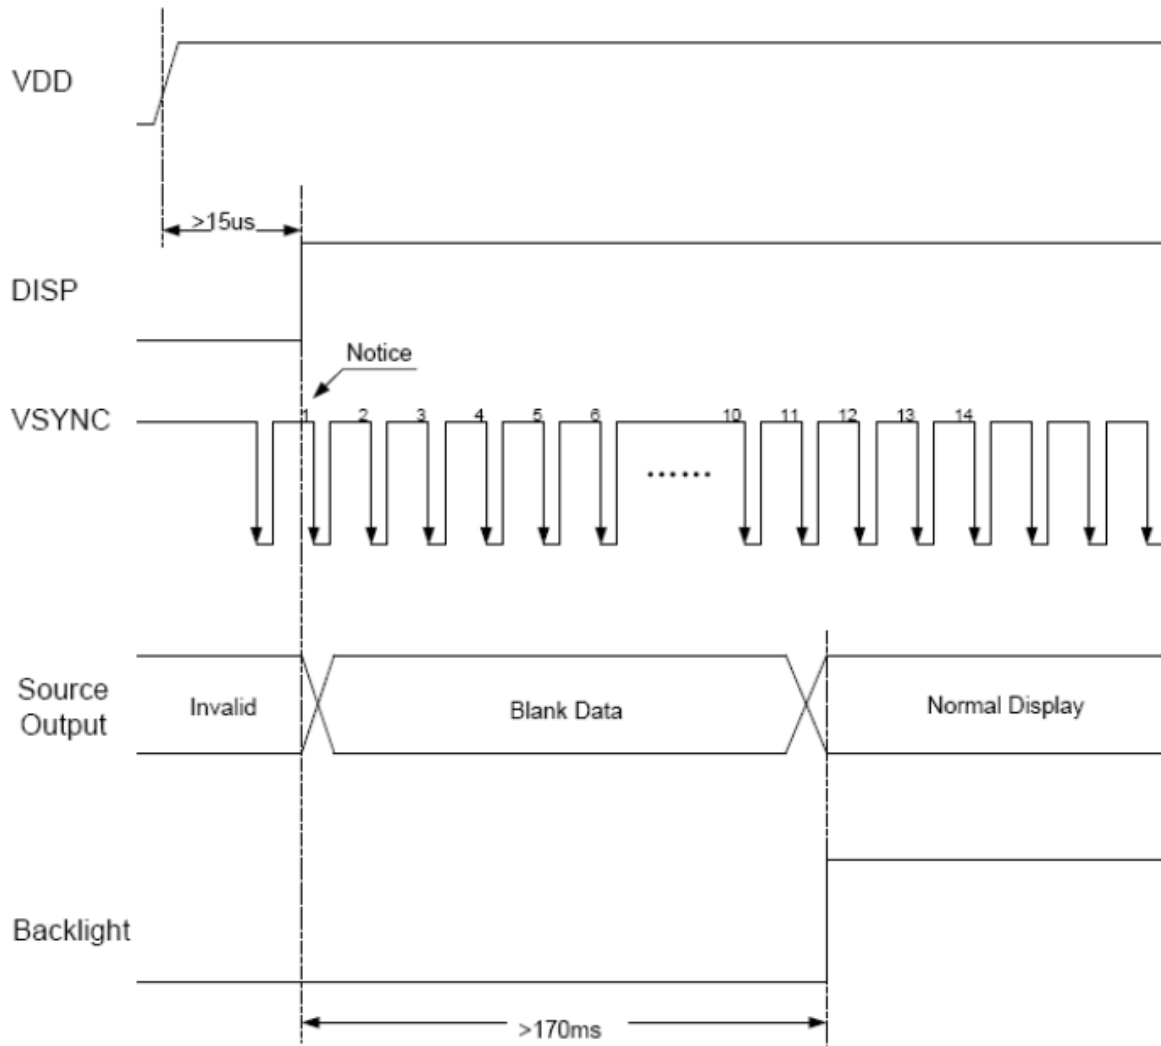 VDD
>15us
DISP
Notice
VSYNC
1 2 3 4 5 6 10 11 12 13 14
......
Source
Output
Invalid
Blank Data
Normal Display
Backlight
>170ms